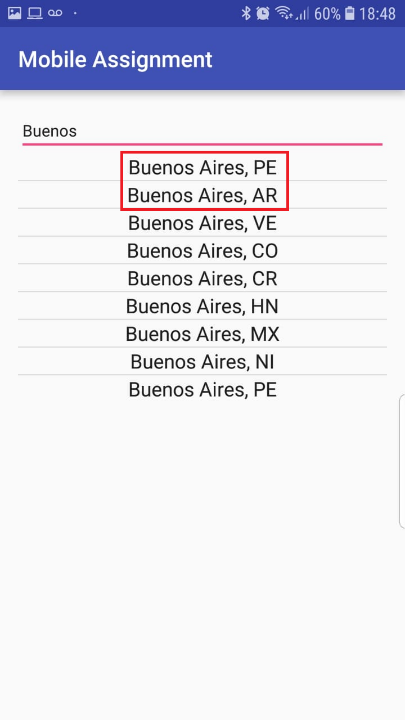 60% 18:48
Mobile Assignment
Buenos
Buenos Aires, PE
Buenos Aires, AR
Buenos Aires, VE
Buenos Aires, CO
Buenos Aires, CR
Buenos Aires, HN
Buenos Aires, MX
Buenos Aires, NI
Buenos Aires, PE